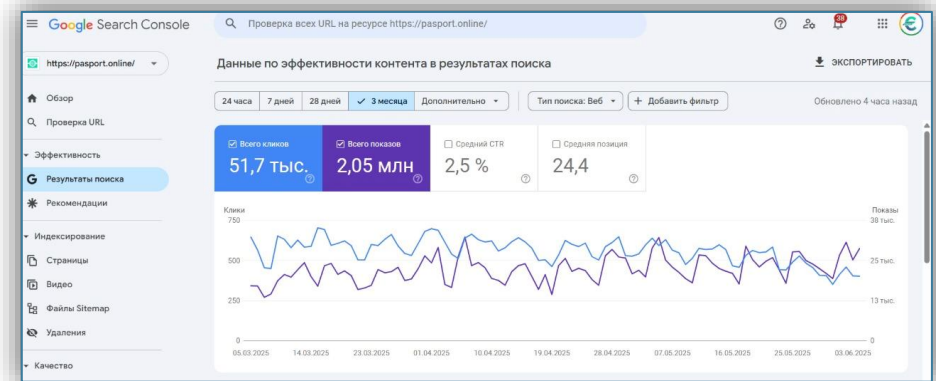 Google Search Console
Проверка всех URL на ресурсе https://pasport.online/
38
https://pasport.online/
Данные по эффективности контента в результатах поиска
ЭКСПОРТИРОВАТЬ
Обзор
Проверка URL
24 часа 7 дней 28 дней 3 месяца Дополнительно
Тип поиска: Веб
+ Добавить фильтр
Обновлено 4 часа назад
Эффективность
Результаты поиска
Рекомендации
Индексирование
Страницы
Видео
Файлы Sitemap
Удаления
Качество
Всего кликов
51,7 тыс.
Всего показов
2,05 млн
Средний CTR
2,5 %
Средняя позиция
24,4
Клики
Показы
750
500
250
0
38 тыс.
25 тыс.
13 тыс.
0
05.03.2025 14.03.2025 23.03.2025 01.04.2025 10.04.2025 19.04.2025 28.04.2025 07.05.2025 16.05.2025 25.05.2025 03.06.2025